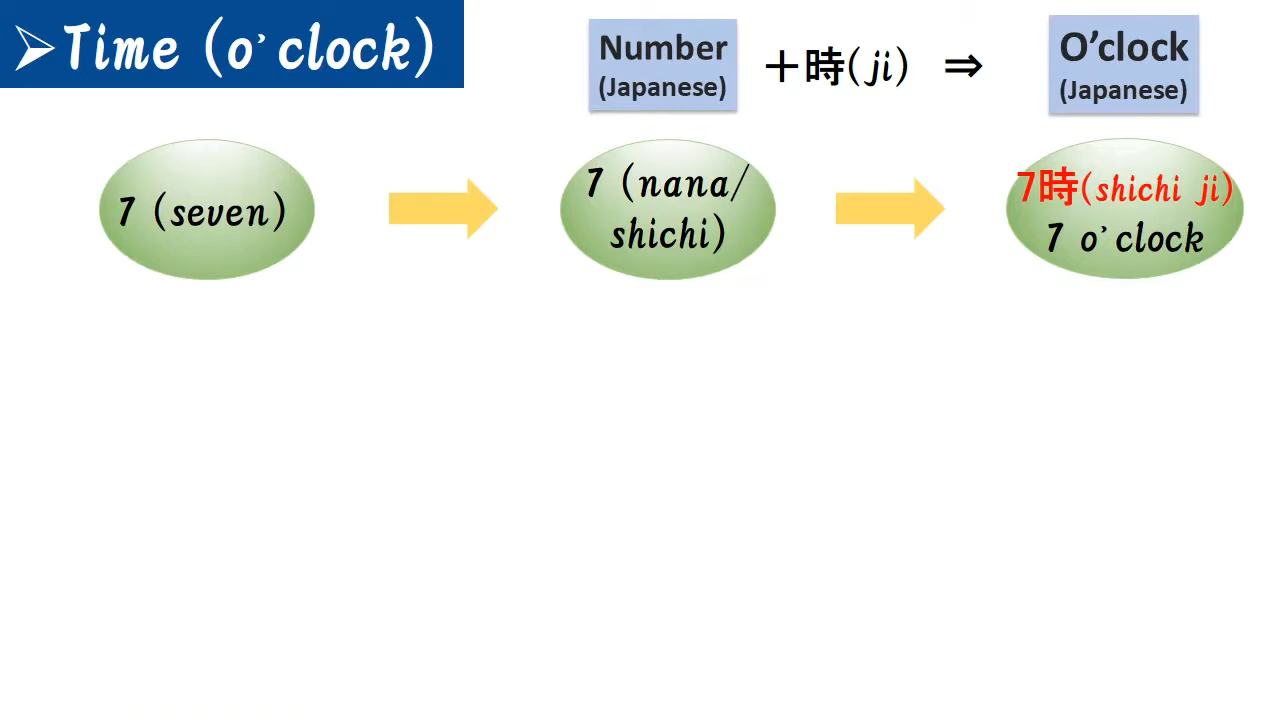 ➢Time (o’clock)
Number
(Japanese)
＋時(ji) ⇒
O’clock
(Japanese)
7 (seven)
7 (nana/
shichi)
7時(shichi ji)
7 o’clock